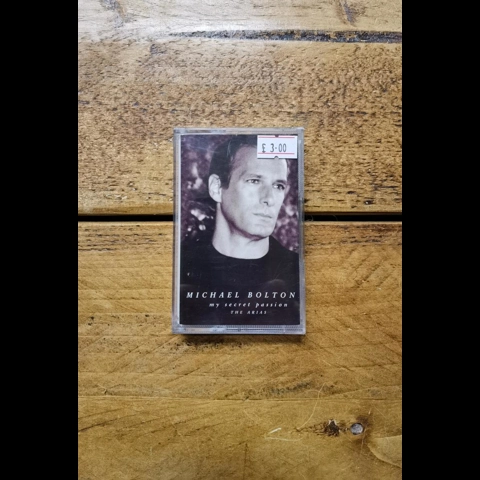 £ 3·00
MICHAEL BOLTON
my secret passion
THE ARIAS